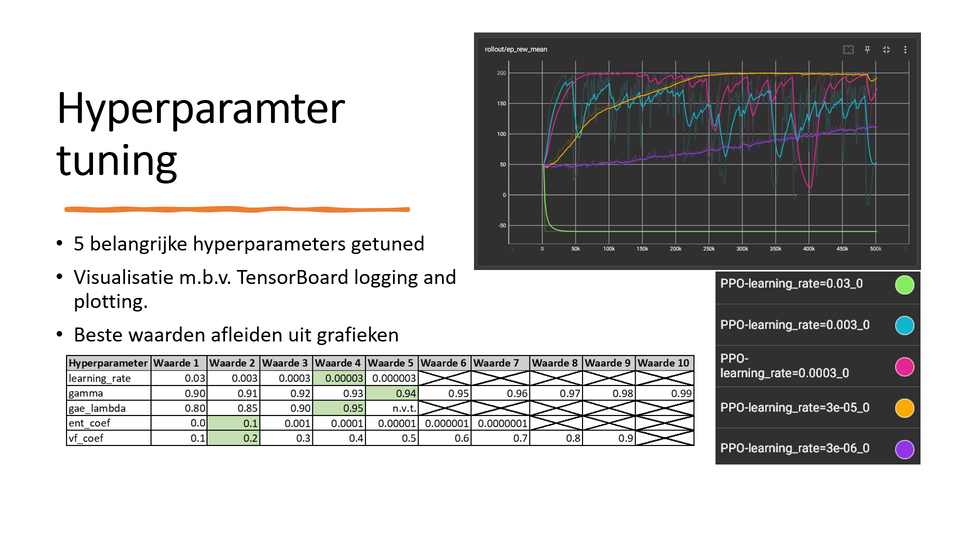 Hyperparamter
tuning
• 5 belangrijke hyperparameters getuned
• Visualisatie m.b.v. TensorBoard logging and
plotting.
• Beste waarden afleiden uit grafieken
Hyperparameter Waarde 1 Waarde 2 Waarde 3 Waarde 4 Waarde 5 Waarde 6 Waarde 7 Waarde 8 Waarde 9 Waarde 10
learning_rate 0.03 0.003 0.0003 0.00003 0.000003
gamma 0.90 0.91 0.92 0.93 0.94 0.95 0.96 0.97 0.98 0.99
gae_lambda 0.80 0.85 0.90 0.95 n.v.t.
ent_coef 0.0 0.1 0.001 0.0001 0.00001 0.000001 0.0000001
vf_coef 0.1 0.2 0.3 0.4 0.5 0.6 0.7 0.8 0.9
rollout/ep_rew_mean
200
150
100
50
0
-50
0 50k 100k 150k 200k 250k 300k 350k 400k 450k 500k
PPO-learning_rate=0.03_0
PPO-learning_rate=0.003_0
PPO-
learning_rate=0.0003_0
PPO-learning_rate=3e-05_0
PPO-learning_rate=3e-06_0